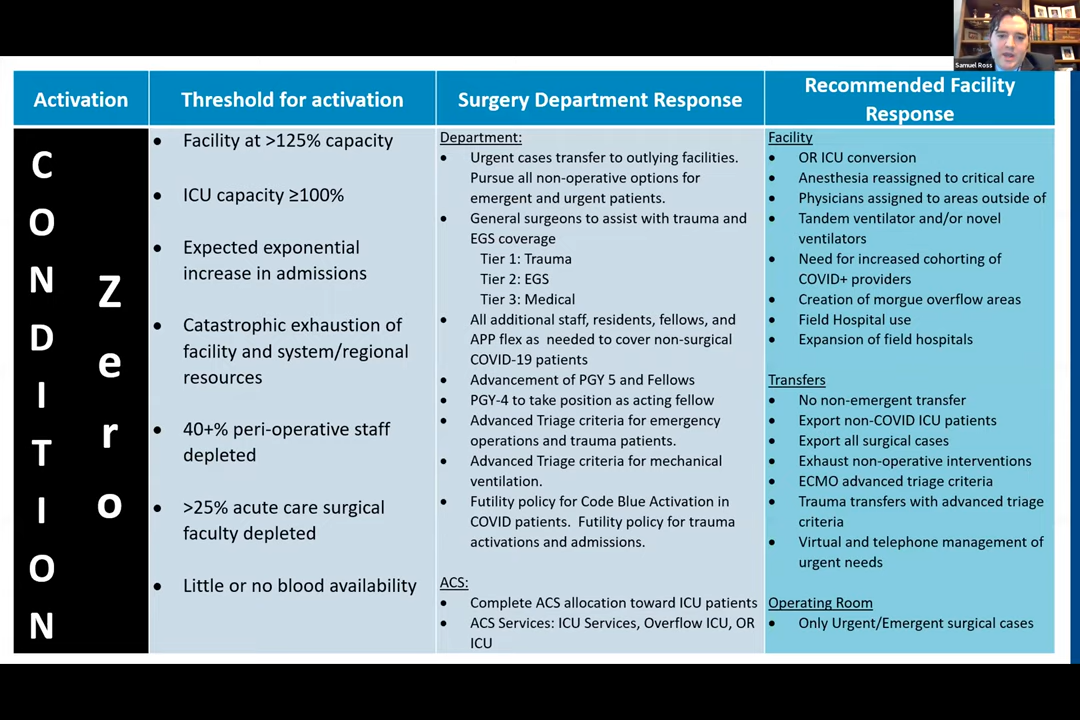 Samuel Ross
Activation
Threshold for activation
Surgery Department Response
Recommended Facility
Response
CONDITION
Zero
• Facility at >125% capacity
• ICU capacity ≥100%
• Expected exponential
increase in admissions
• Catastrophic exhaustion of
facility and system/regional
resources
• 40+% peri-operative staff
depleted
• >25% acute care surgical
faculty depleted
• Little or no blood availability
Department:
• Urgent cases transfer to outlying facilities.
Pursue all non-operative options for
emergent and urgent patients.
• General surgeons to assist with trauma and
EGS coverage
Tier 1: Trauma
Tier 2: EGS
Tier 3: Medical
• All additional staff, residents, fellows, and
APP flex as needed to cover non-surgical
COVID-19 patients
• Advancement of PGY 5 and Fellows
• PGY-4 to take position as acting fellow
• Advanced Triage criteria for emergency
operations and trauma patients.
• Advanced Triage criteria for mechanical
ventilation.
• Futility policy for Code Blue Activation in
COVID patients. Futility policy for trauma
activations and admissions.
ACS:
• Complete ACS allocation toward ICU patients
• ACS Services: ICU Services, Overflow ICU, OR
ICU
Facility
• OR ICU conversion
• Anesthesia reassigned to critical care
• Physicians assigned to areas outside of
• Tandem ventilator and/or novel
ventilators
• Need for increased cohorting of
COVID+ providers
• Creation of morgue overflow areas
• Field Hospital use
• Expansion of field hospitals
Transfers
• No non-emergent transfer
• Export non-COVID ICU patients
• Export all surgical cases
• Exhaust non-operative interventions
• ECMO advanced triage criteria
• Trauma transfers with advanced triage
criteria
• Virtual and telephone management of
urgent needs
Operating Room
• Only Urgent/Emergent surgical cases